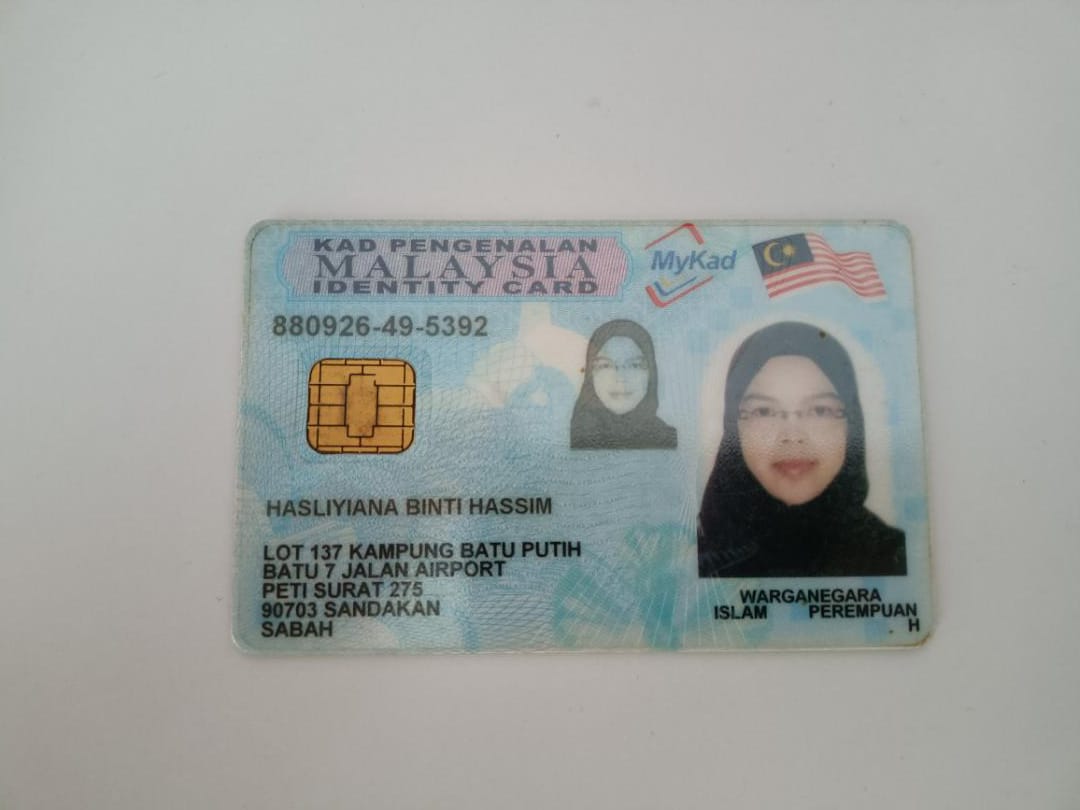 KAD PENGENALAN
MALAYSIA
IDENTITY CARD
MyKad
880926-49-5392
HASLIYIANA BINTI HASSIM
LOT 137 KAMPUNG BATU PUTIH
BATU 7 JALAN AIRPORT
PETI SURAT 275
90703 SANDAKAN
SABAH
WARGANEGARA
ISLAM PEREMPUAN
H